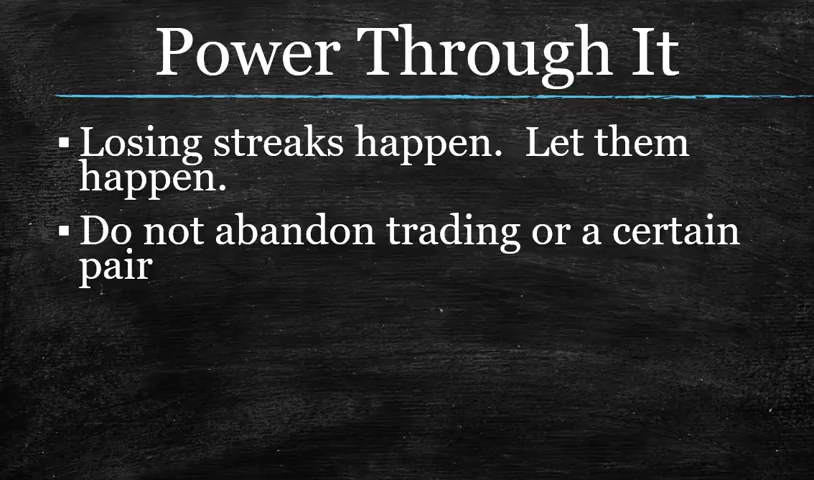 Power Through It
▪ Losing streaks happen.  Let them
happen.
▪ Do not abandon trading or a certain
pair